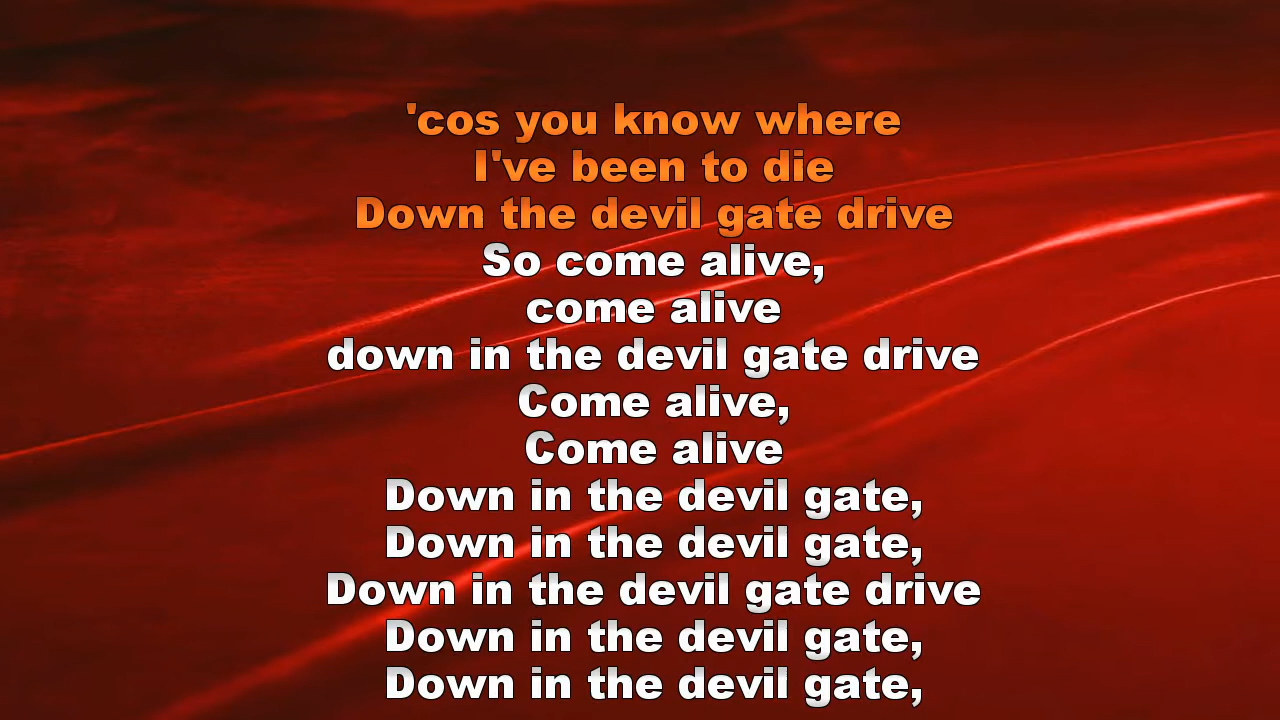 'cos you know where
I've been to die
Down the devil gate drive
So come alive,
come alive
down in the devil gate drive
Come alive,
Come alive
Down in the devil gate,
Down in the devil gate,
Down in the devil gate drive
Down in the devil gate,
Down in the devil gate,